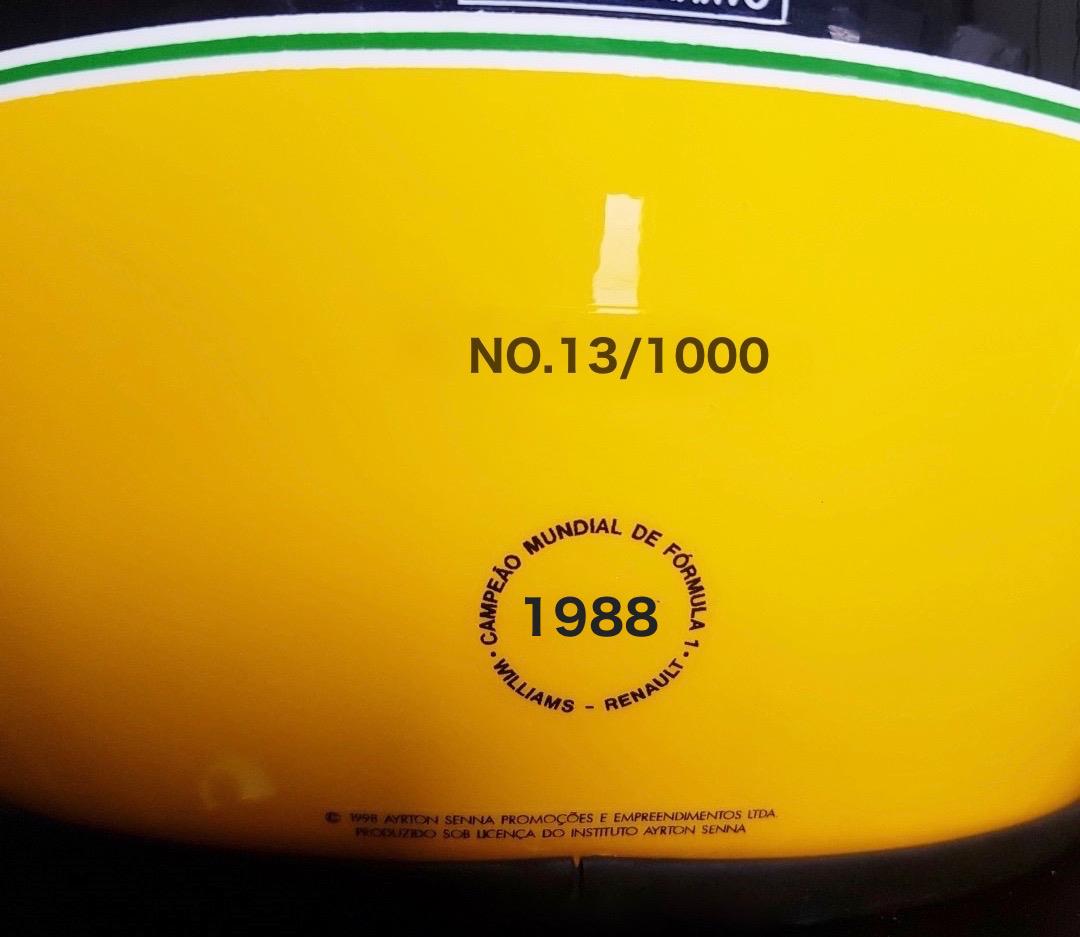 NO.13/1000
• CAMPEÃO MUNDIAL DE FÓRMULA 1 •
1988
WILLIAMS – RENAULT
© 1998 AYRTON SENNA PROMOÇÕES E EMPREENDIMENTOS LTDA.
PRODUZIDO SOB LICENÇA DO INSTITUTO AYRTON SENNA